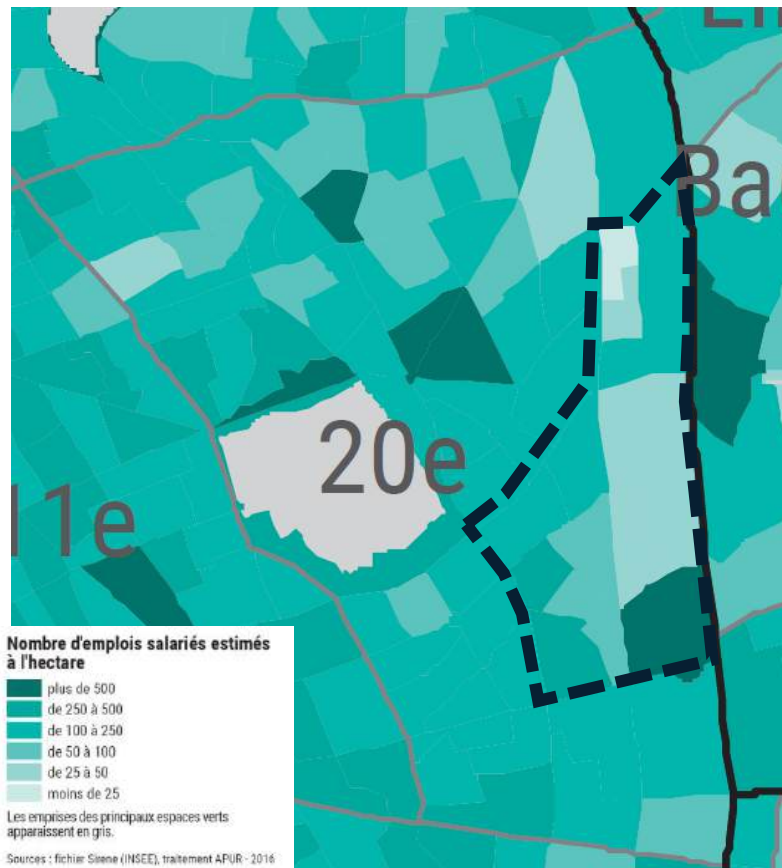 Ba
20e
11e
Nombre d'emplois salariés estimés
à l'hectare
plus de 500
de 250 à 500
de 100 à 250
de 50 à 100
de 25 à 50
moins de 25
Les emprises des principaux espaces verts
apparaissent en gris.
Sources : fichier Sirene (INSEE), traitement APUR - 2016